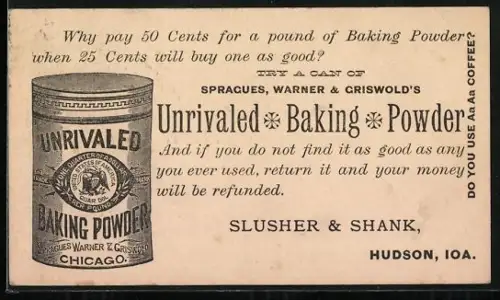 Why pay 50 Cents for a pound of Baking Powder
when 25 Cents will buy one as good?
TRY A CAN OF
SPRAGUES, WARNER & GRISWOLD'S
Unrivaled ❉ Baking ❉ Powder
And if you do not find it as good as any
you ever used, return it and your money
will be refunded.
SLUSHER & SHANK,
HUDSON, IOA.
DO YOU USE Aa Aa COFFEE?
UNRIVALED
BAKING POWDER
SPRAGUES WARNER & GRISWOLD
CHICAGO.